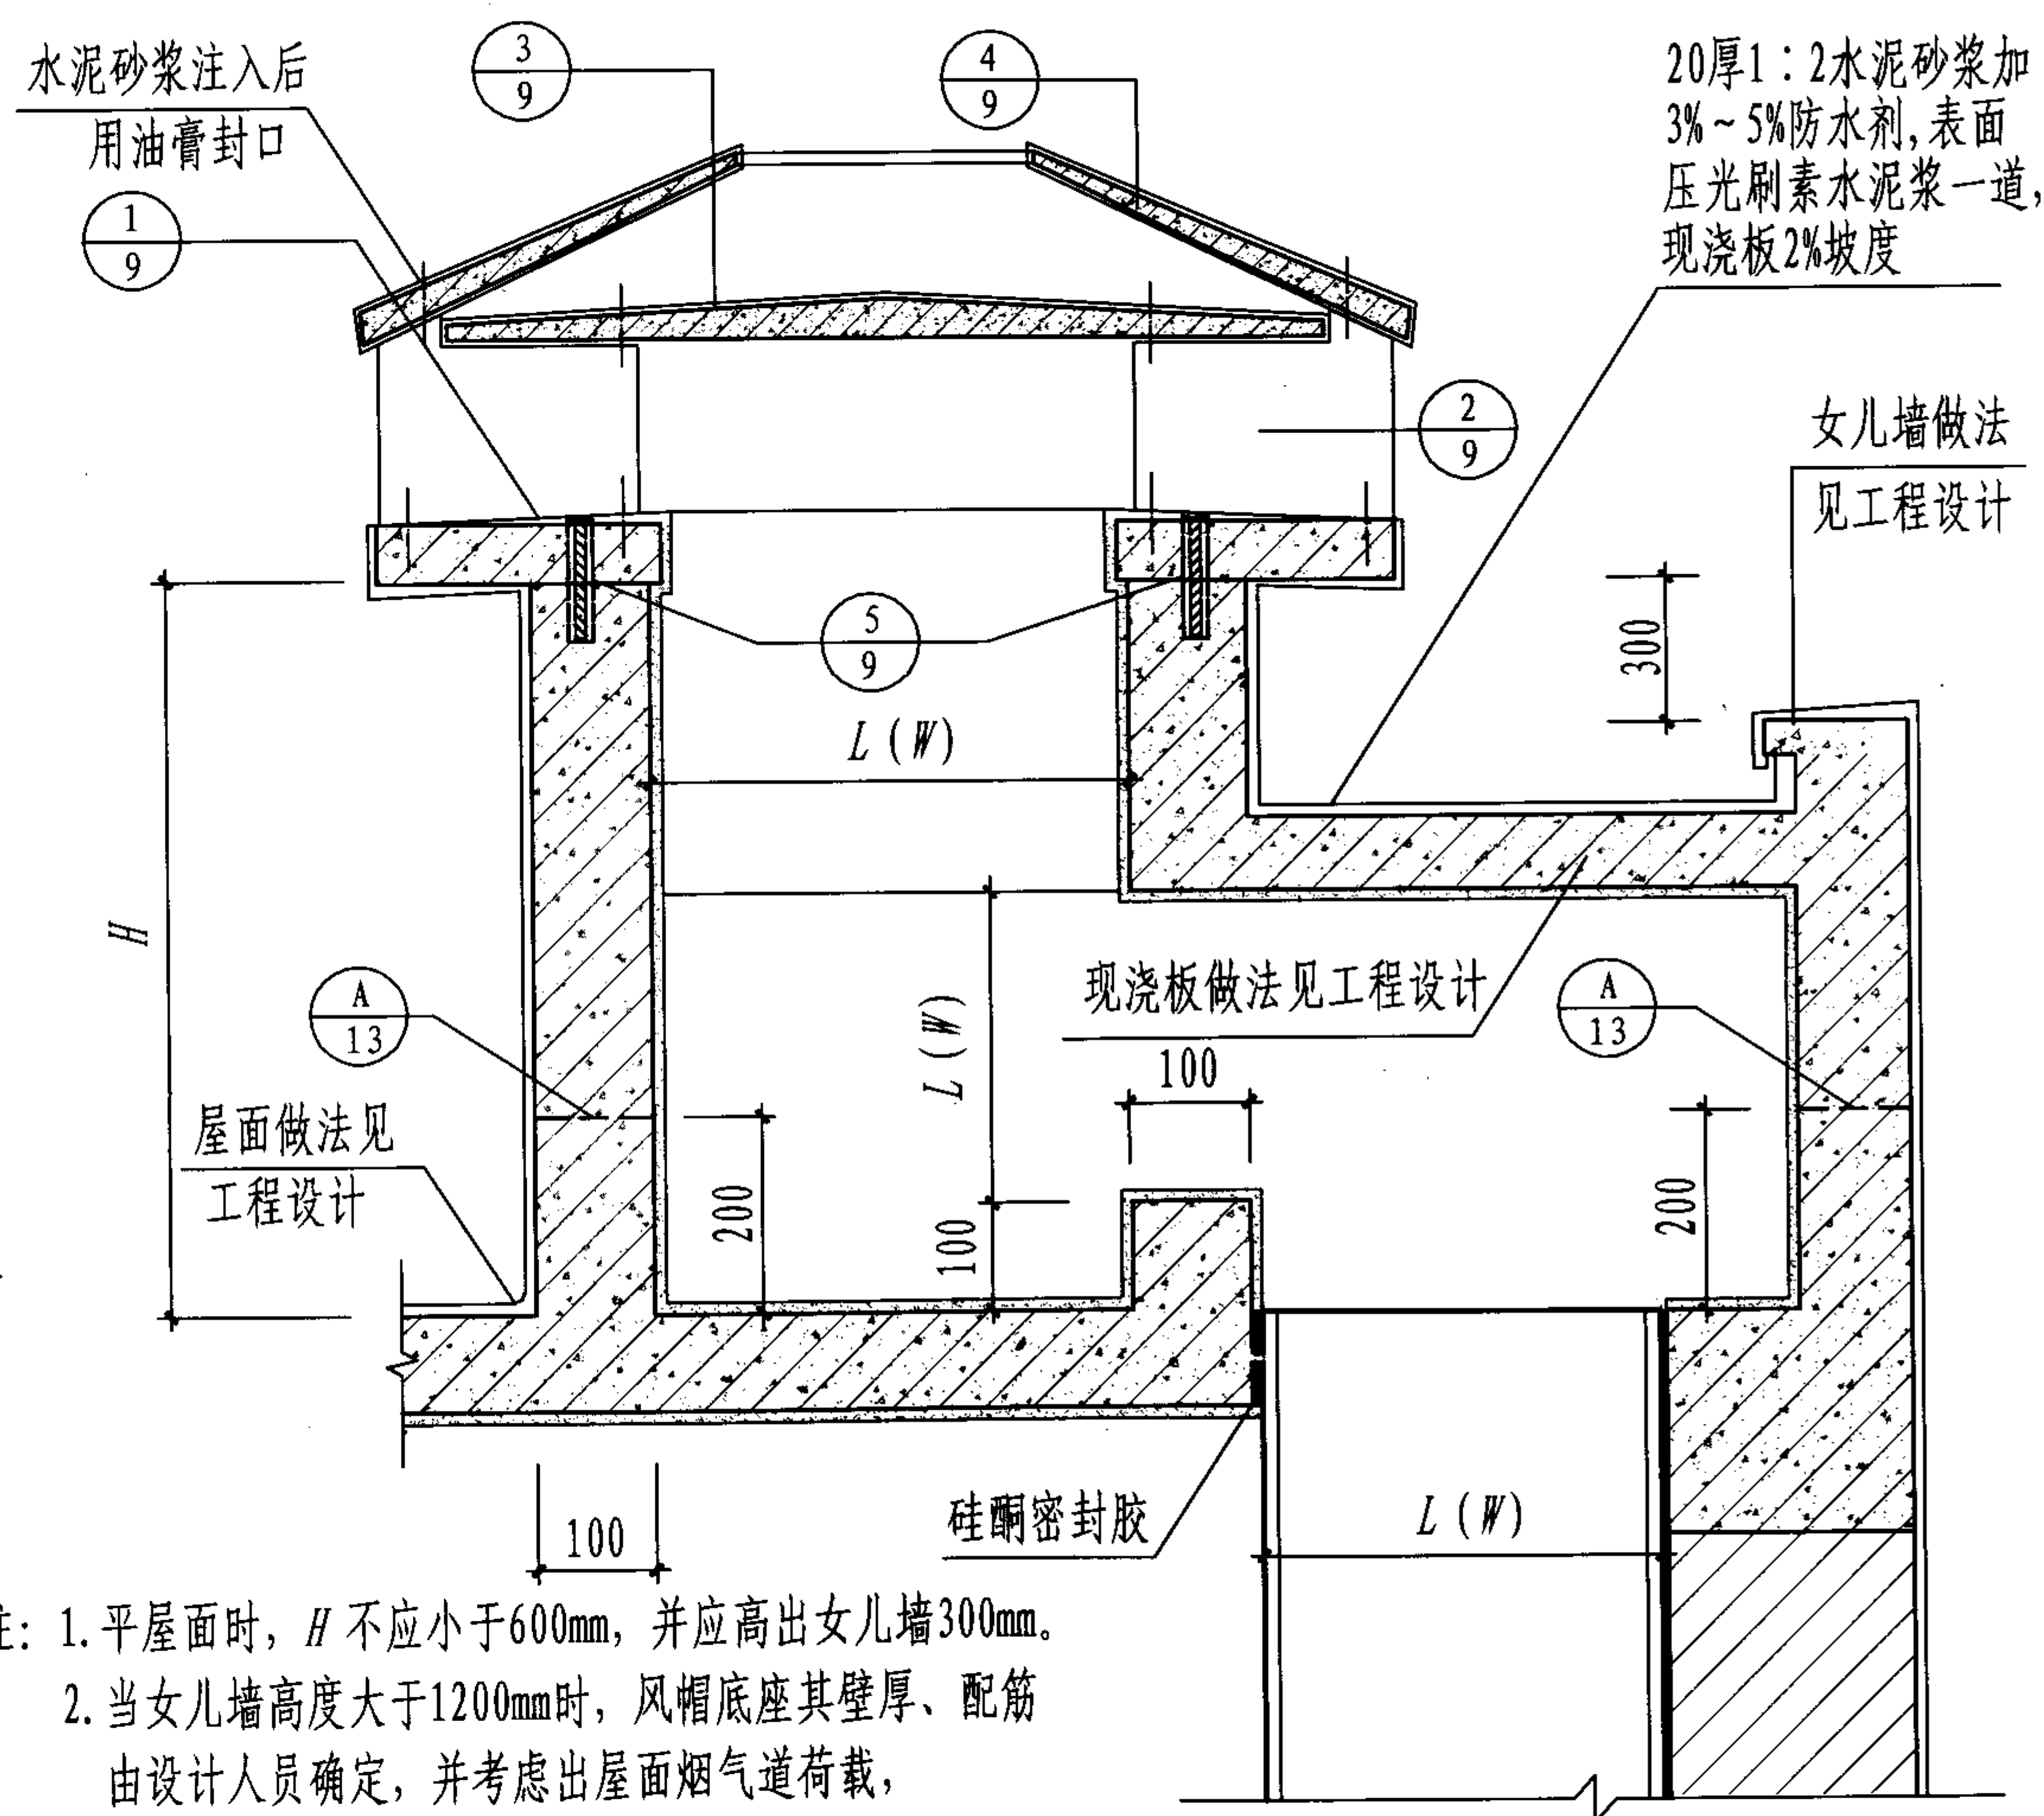 水泥砂浆注入后
用油膏封口
3
9
4
9
20厚1：2水泥砂浆加
3%~5%防水剂,表面
压光刷素水泥浆一道,
现浇板2%坡度
1
9
2
9
女儿墙做法
见工程设计
5
9
300
L(W)
H
A
13
L(W)
现浇板做法见工程设计
A
13
100
屋面做法见
工程设计
200
100
200
100
硅酮密封胶
L(W)
注: 1.平屋面时，H 不应小于600mm，并应高出女儿墙300mm。
2.当女儿墙高度大于1200mm时，风帽底座其壁厚、配筋
由设计人员确定，并考虑出屋面烟气道荷载，